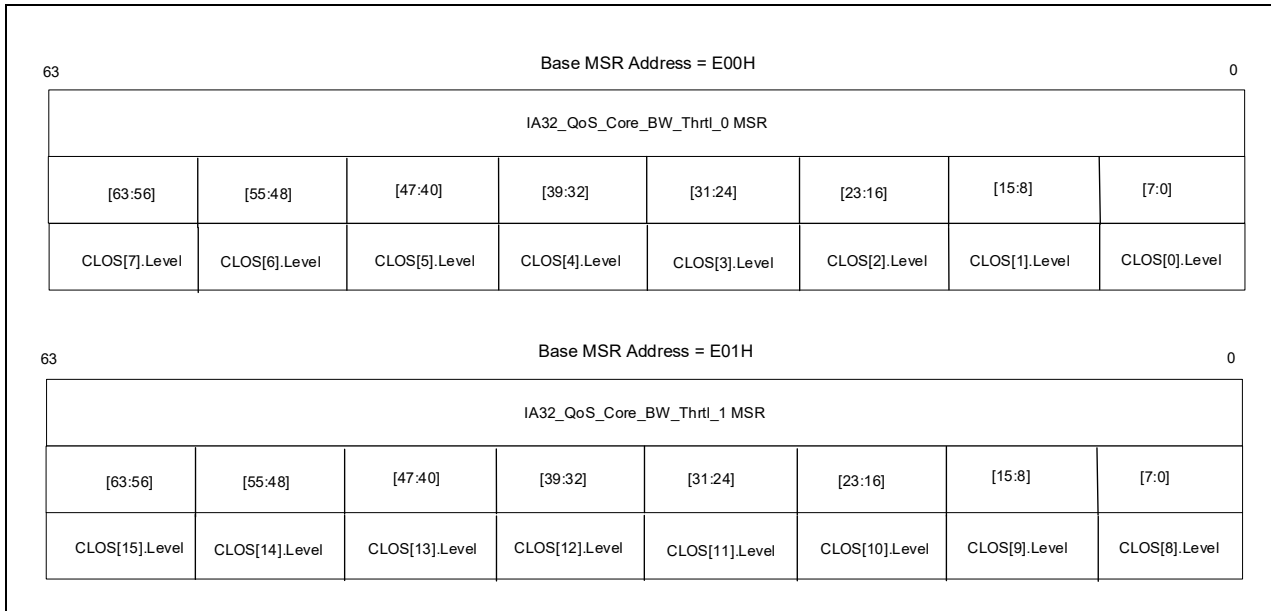 Base MSR Address = E00H
63 0
IA32_QoS_Core_BW_Thrtl_0 MSR
[63:56] [55:48] [47:40] [39:32] [31:24] [23:16] [15:8] [7:0]
CLOS[7].Level CLOS[6].Level CLOS[5].Level CLOS[4].Level CLOS[3].Level CLOS[2].Level CLOS[1].Level CLOS[0].Level
Base MSR Address = E01H
63 0
IA32_QoS_Core_BW_Thrtl_1 MSR
[63:56] [55:48] [47:40] [39:32] [31:24] [23:16] [15:8] [7:0]
CLOS[15].Level CLOS[14].Level CLOS[13].Level CLOS[12].Level CLOS[11].Level CLOS[10].Level CLOS[9].Level CLOS[8].Level